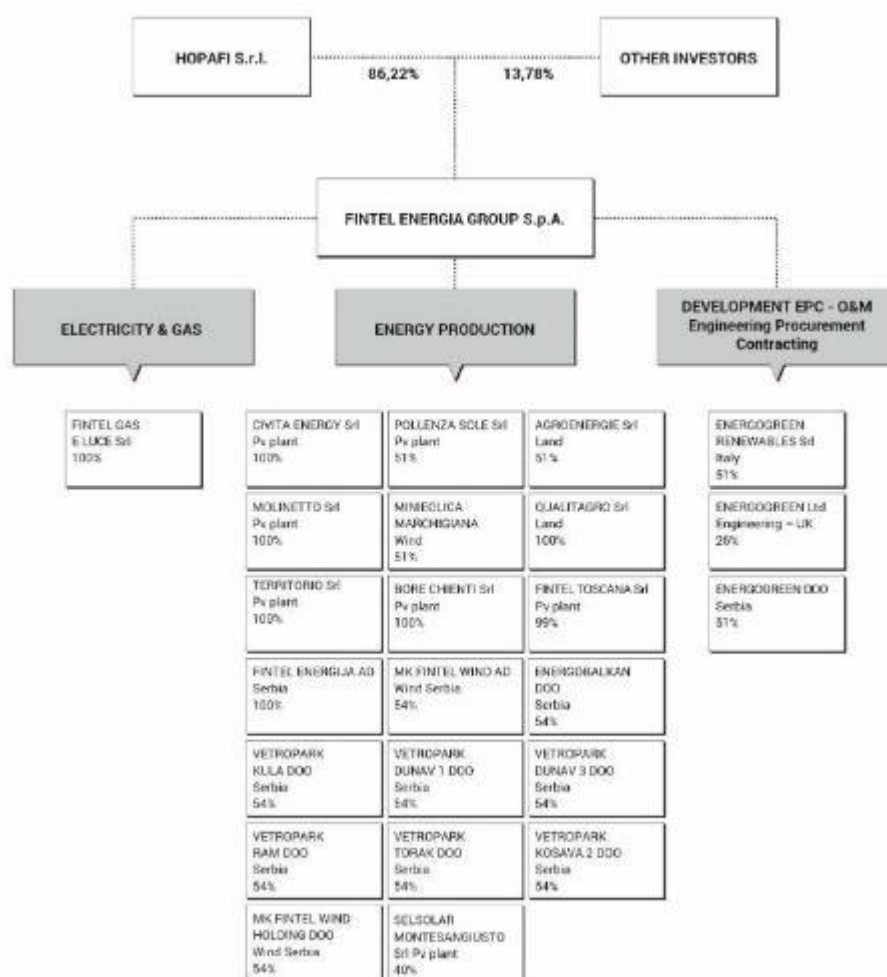 HOPAFI S.r.l.
86,22%
13,78%
OTHER INVESTORS
FINTEL ENERGIA GROUP S.p.A.
ELECTRICITY & GAS
ENERGY PRODUCTION
DEVELOPMENT EPC - O&M
Engineering Procurement
Contracting
FINTEL GAS
E LUCE Srl
100%
CIVITA ENERGY Srl
Pv plant
100%
POLLENZA SOLE Srl
Pv plant
51%
AGROENERGIE Srl
Land
51%
MOLINETTO Srl
Pv plant
100%
MINIEOLICA
MARCHIGIANA
Wind
51%
QUALITAGRO Srl
Land
100%
TERRITORIO Srl
Pv plant
100%
BORE CHIENTI Srl
Pv plant
100%
FINTEL TOSCANA Srl
Pv plant
99%
FINTEL ENERGIJA AD
Serbia
100%
MK FINTEL WIND AD
Wind Serbia
54%
ENERGOBALKAN
DOO
Serbia
54%
VETROPARK
KULA DOO
Serbia
54%
VETROPARK
DUNAV 1 DOO
Serbia
54%
VETROPARK
DUNAV 3 DOO
Serbia
54%
VETROPARK
RAM DOO
Serbia
54%
VETROPARK
TORAK DOO
Serbia
54%
VETROPARK
KOSAVA 2 DOO
Serbia
54%
MK FINTEL WIND
HOLDING DOO
Wind Serbia
54%
SELSOLAR
MONTESANGIUSTO
Srl Pv plant
40%
ENERGOGREEN
RENEWABLES Srl
Italy
51%
ENERGOGREEN Ltd
Engineering – UK
26%
ENERGOGREEN DOO
Serbia
51%